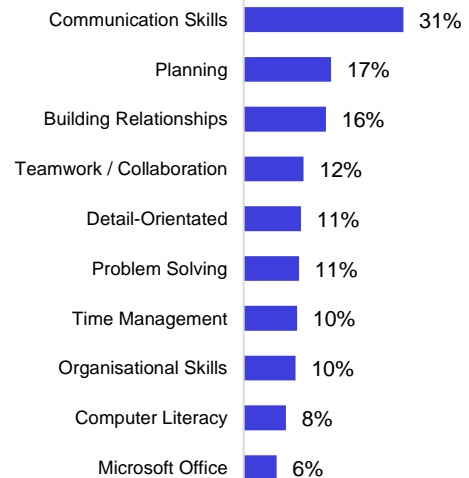 Communication Skills 31%
Planning 17%
Building Relationships 16%
Teamwork / Collaboration 12%
Detail-Orientated 11%
Problem Solving 11%
Time Management 10%
Organisational Skills 10%
Computer Literacy 8%
Microsoft Office 6%